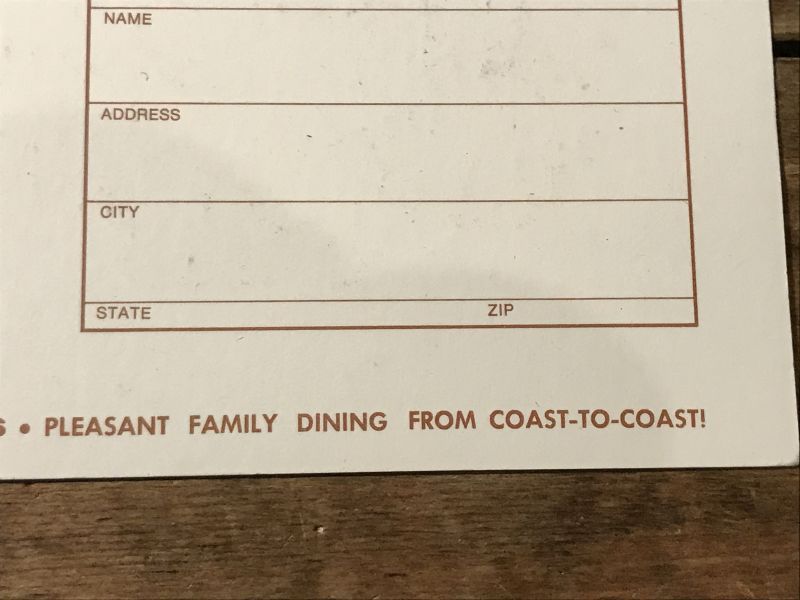 NAME
ADDRESS
CITY
STATE ZIP
• PLEASANT FAMILY DINING FROM COAST-TO-COAST!